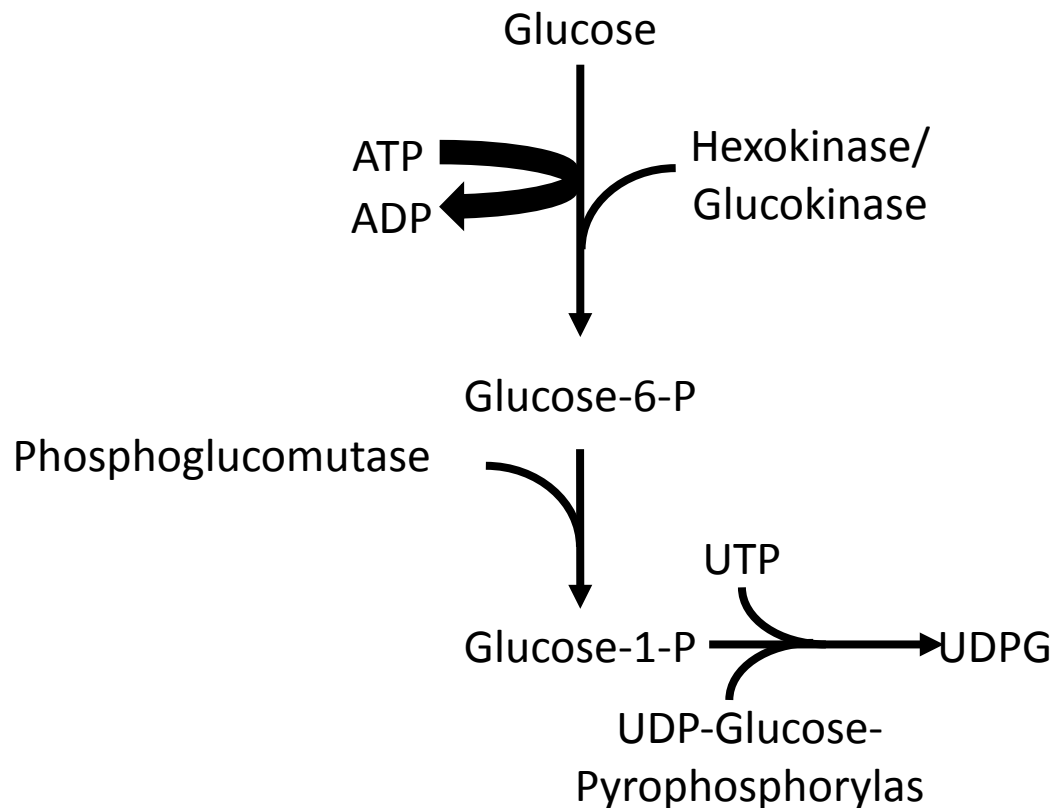 Glucose
ATP
ADP
Hexokinase/
Glucokinase
Glucose-6-P
Phosphoglucomutase
UTP
Glucose-1-P
UDPG
UDP-Glucose-
Pyrophosphorylas